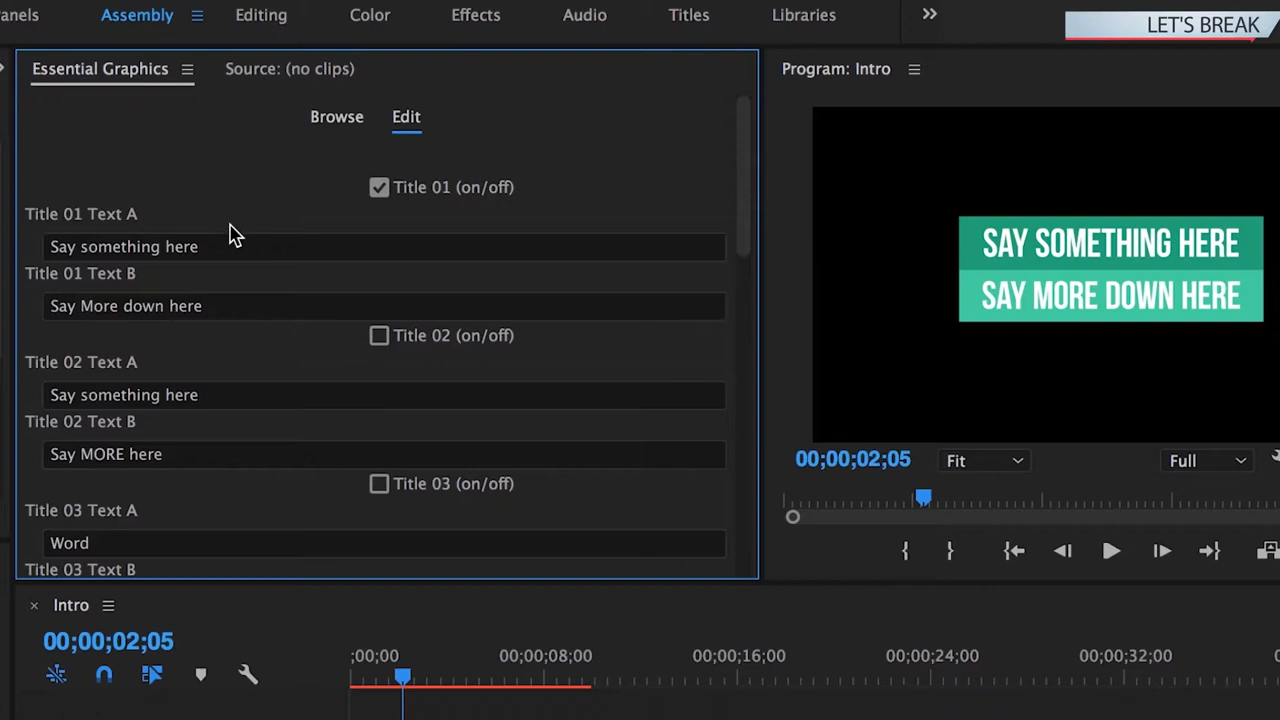 anels Assembly Editing Color Effects Audio Titles Libraries
LET'S BREAK
Essential Graphics Source: (no clips)
Program: Intro
Browse Edit
Title 01 (on/off)
Title 01 Text A
Say something here
Title 01 Text B
Say More down here
Title 02 (on/off)
Title 02 Text A
Say something here
Title 02 Text B
Say MORE here
Title 03 (on/off)
Title 03 Text A
Word
Title 03 Text B
SAY SOMETHING HERE
SAY MORE DOWN HERE
00;00;02;05 Fit Full
Intro
00;00;02;05
;00;00 00;00;08;00 00;00;16;00 00;00;24;00 00;00;32;00